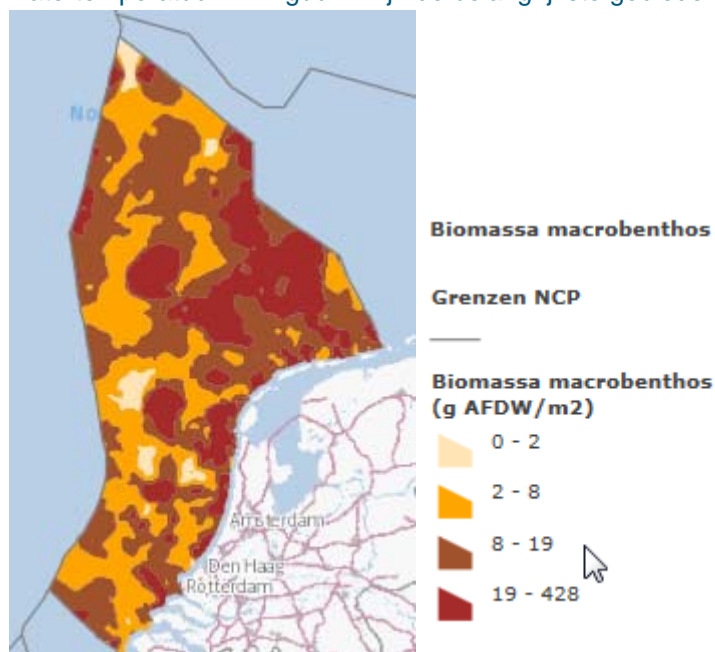 No
Amsterdam
Den Haag
Rotterdam
Biomassa macrobenthos
Grenzen NCP
Biomassa macrobenthos
(g AFDW/m2)
0 - 2
2 - 8
8 - 19
19 - 428